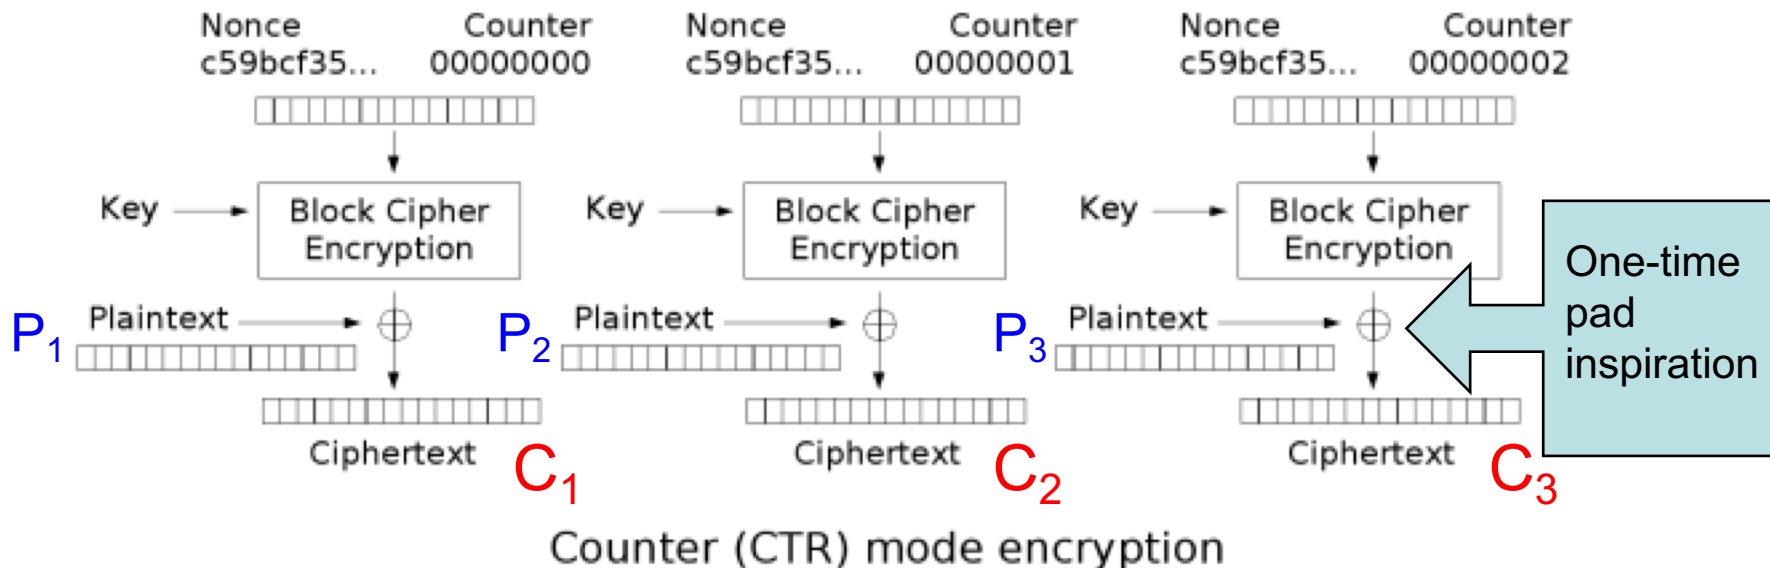 Nonce Counter Nonce Counter Nonce Counter
c59bcf35... 00000000 c59bcf35... 00000001 c59bcf35... 00000002
Key Block Cipher Encryption Key Block Cipher Encryption Key Block Cipher Encryption
One-time
pad
inspiration
P1 Plaintext P2 Plaintext P3 Plaintext
Ciphertext C1 Ciphertext C2 Ciphertext C3
Counter (CTR) mode encryption